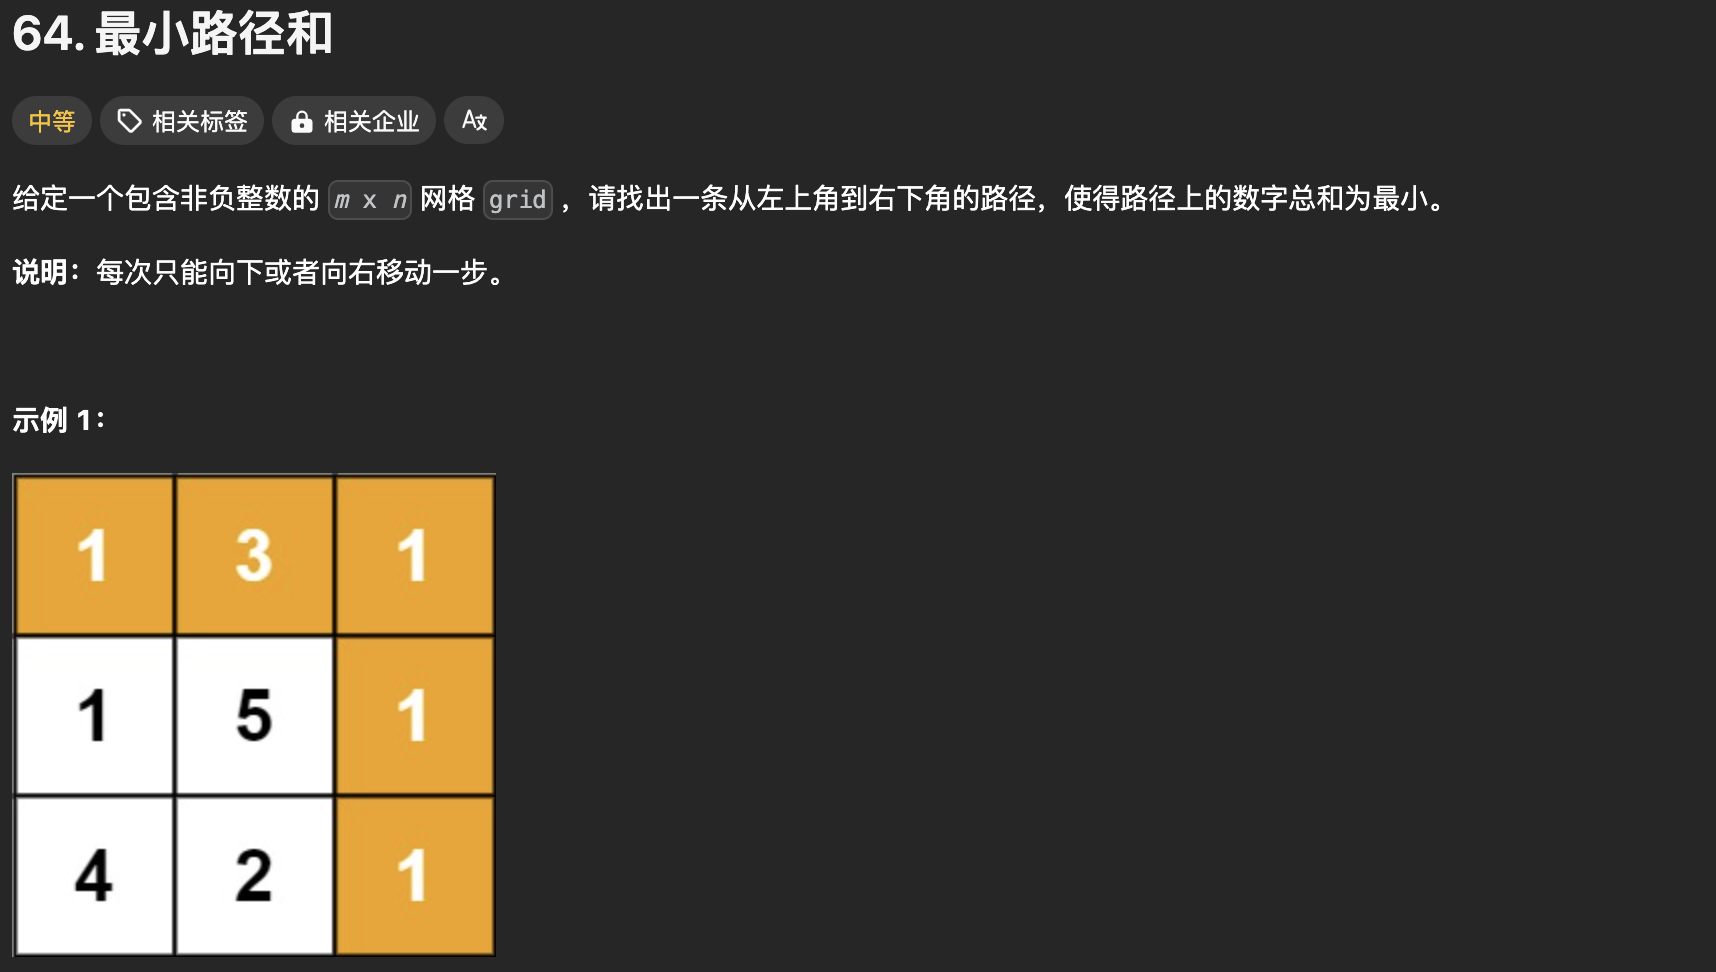 64. 最小路径和
中等 相关标签 相关企业
给定一个包含非负整数的 m x n 网格 grid ，请找出一条从左上角到右下角的路径，使得路径上的数字总和为最小。
说明：每次只能向下或者向右移动一步。
示例 1：
1 3 1
1 5 1
4 2 1